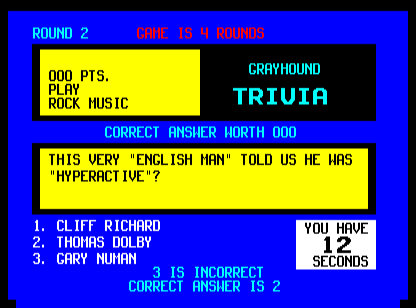 ROUND 2 GAME IS 4 ROUNDS
000 PTS.
PLAY
ROCK MUSIC
GRAYHOUND
TRIVIA
CORRECT ANSWER WORTH 000
THIS VERY "ENGLISH MAN" TOLD US HE WAS
"HYPERACTIVE"?
1. CLIFF RICHARD
2. THOMAS DOLBY
3. GARY NUMAN
YOU HAVE
12
SECONDS
3 IS INCORRECT
CORRECT ANSWER IS 2